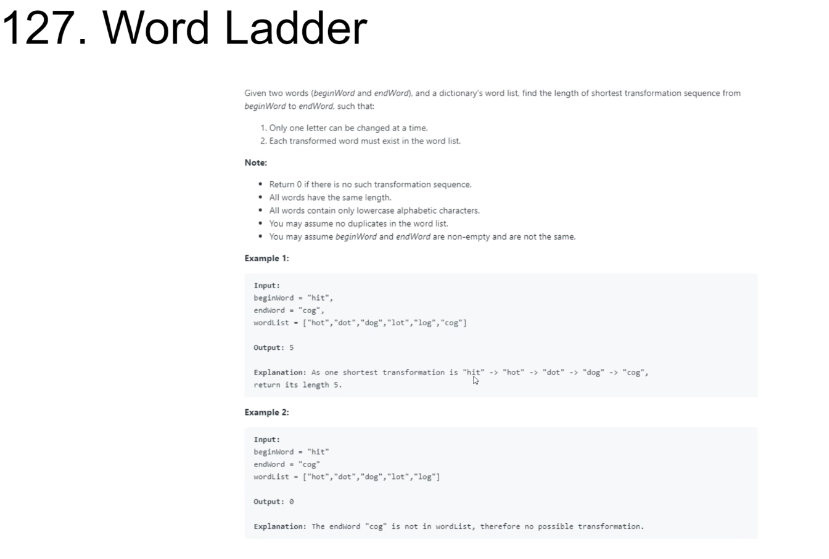 127. Word Ladder
Given two words (beginWord and endWord), and a dictionary's word list, find the length of shortest transformation sequence from
beginWord to endWord, such that:
1. Only one letter can be changed at a time.
2. Each transformed word must exist in the word list.
Note:
• Return 0 if there is no such transformation sequence.
• All words have the same length.
• All words contain only lowercase alphabetic characters.
• You may assume no duplicates in the word list.
• You may assume beginWord and endWord are non-empty and are not the same.
Example 1:
Input:
beginWord = "hit",
endWord = "cog",
wordList = ["hot","dot","dog","lot","log","cog"]
Output: 5
Explanation: As one shortest transformation is "hit" -> "hot" -> "dot" -> "dog" -> "cog",
return its length 5.
Example 2:
Input:
beginWord = "hit"
endWord = "cog"
wordList = ["hot","dot","dog","lot","log"]
Output: 0
Explanation: The endWord "cog" is not in wordList, therefore no possible transformation.